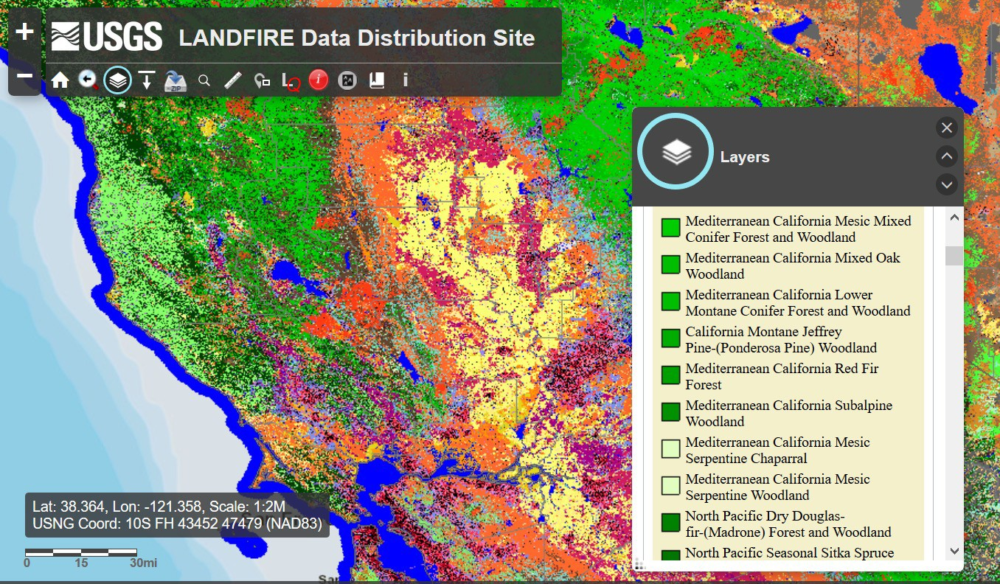 USGS LANDFIRE Data Distribution Site
ZIP
Layers
Mediterranean California Mesic Mixed
Conifer Forest and Woodland
Mediterranean California Mixed Oak
Woodland
Mediterranean California Lower
Montane Conifer Forest and Woodland
California Montane Jeffrey
Pine-(Ponderosa Pine) Woodland
Mediterranean California Red Fir
Forest
Mediterranean California Subalpine
Woodland
Mediterranean California Mesic
Serpentine Chaparral
Mediterranean California Mesic
Serpentine Woodland
North Pacific Dry Douglas-
fir-(Madrone) Forest and Woodland
North Pacific Seasonal Sitka Spruce
Lat: 38.364, Lon: -121.358, Scale: 1:2M
USNG Coord: 10S FH 43452 47479 (NAD83)
0 15 30mi